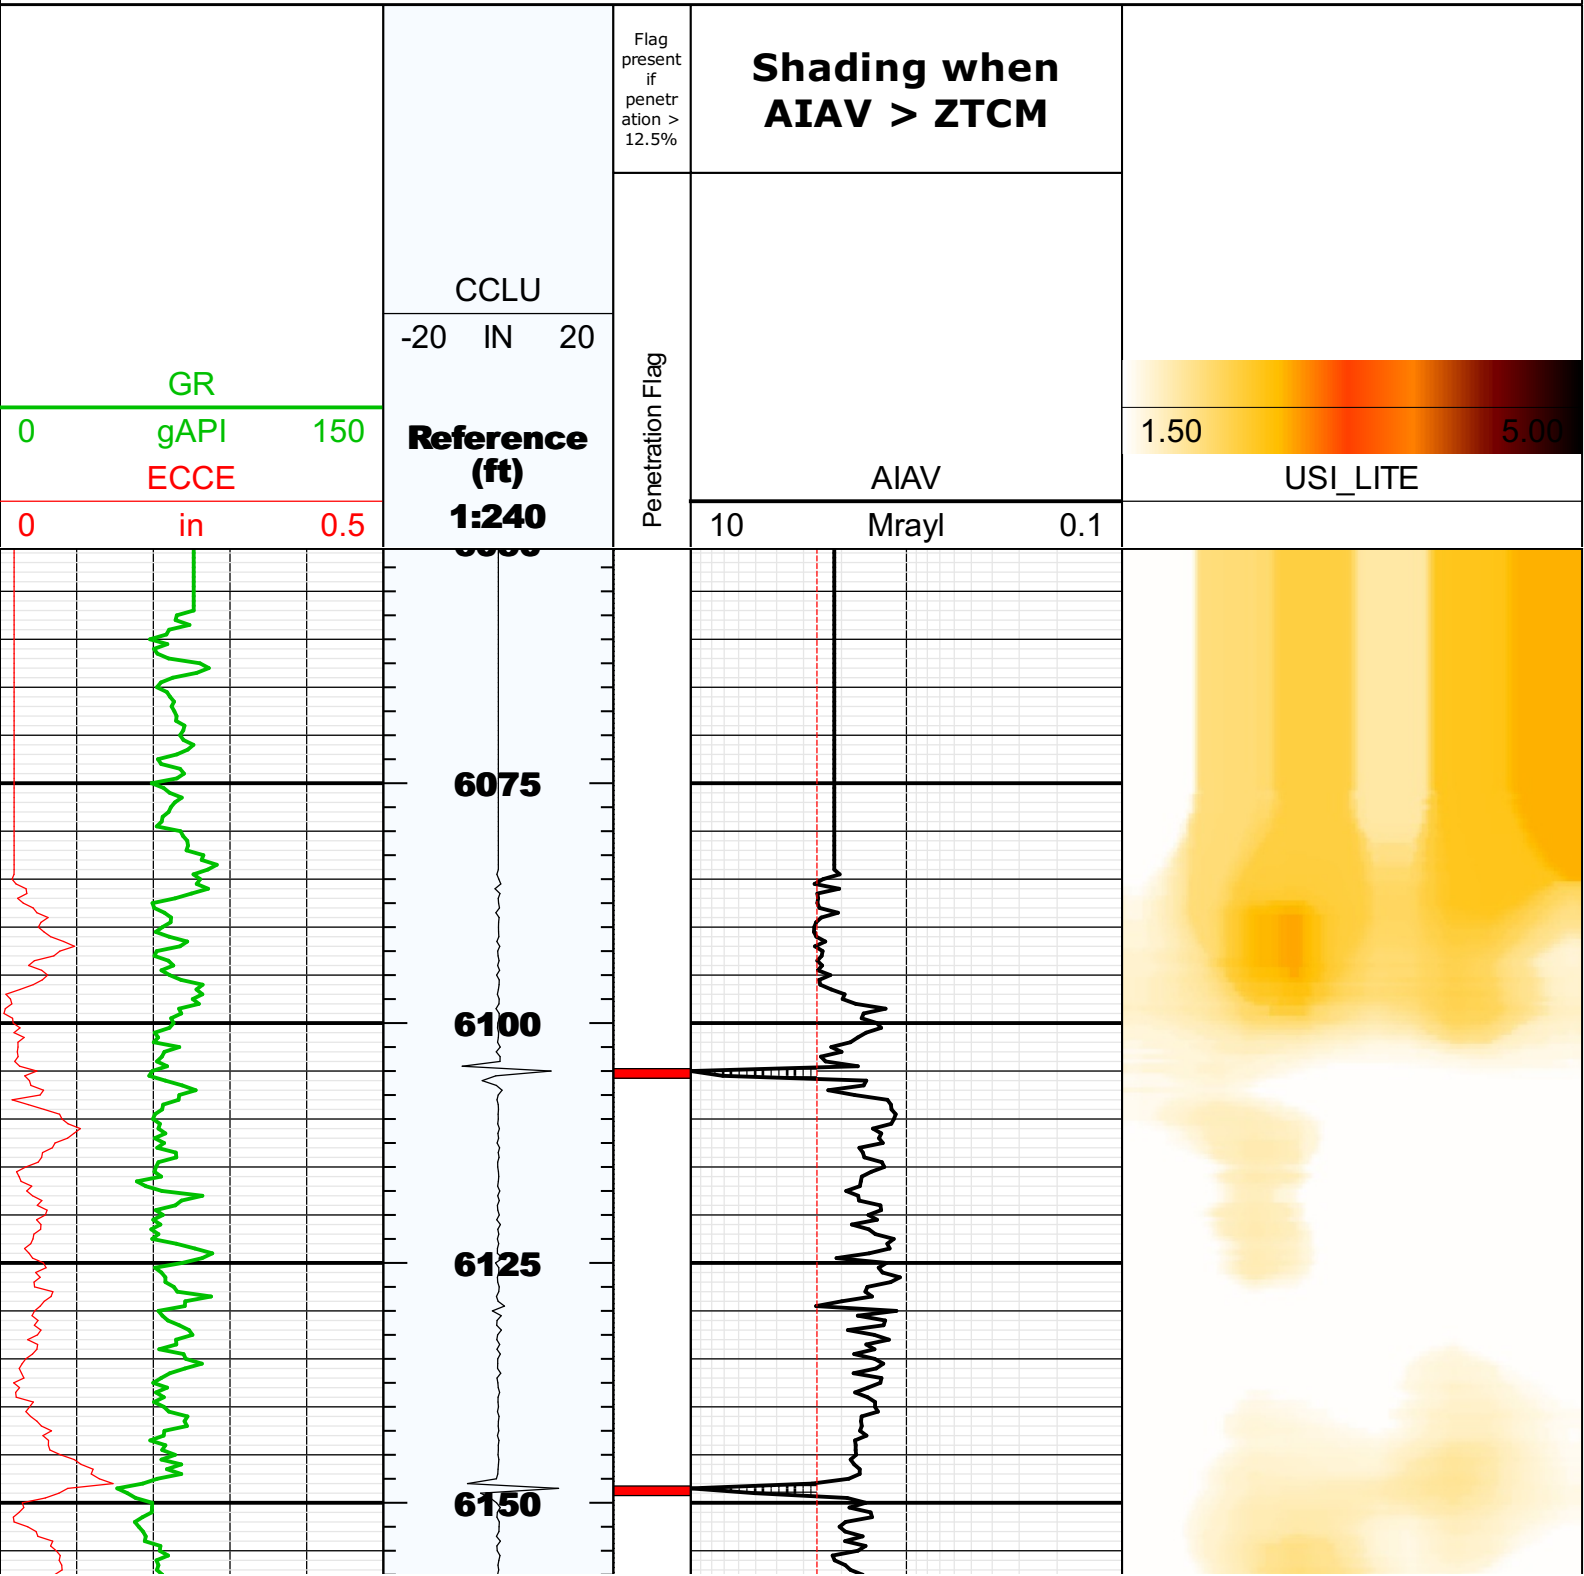 Flag
present
if
penetr
ation >
12.5%
Shading when
AIAV > ZTCM
CCLU
-20 IN 20
GR
0 gAPI 150
ECCE
0 in 0.5
Reference
(ft)
1:240
Penetration Flag
AIAV
10 Mrayl 0.1
1.50 5.00
USI_LITE
6075
6100
6125
6150